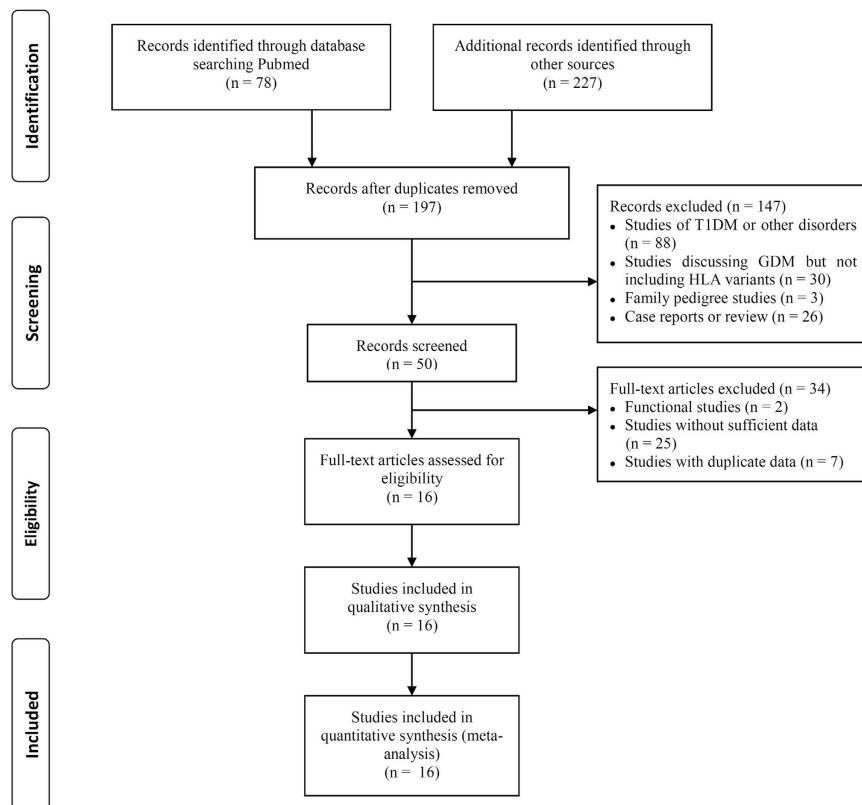 Identification
Records identified through database
searching Pubmed
(n = 78)
Additional records identified through
other sources
(n = 227)
Records after duplicates removed
(n = 197)
Screening
Records excluded (n = 147)
• Studies of T1DM or other disorders
(n = 88)
• Studies discussing GDM but not
including HLA variants (n = 30)
• Family pedigree studies (n = 3)
• Case reports or review (n = 26)
Records screened
(n = 50)
Full-text articles excluded (n = 34)
• Functional studies (n = 2)
• Studies without sufficient data
(n = 25)
• Studies with duplicate data (n = 7)
Eligibility
Full-text articles assessed for
eligibility
(n = 16)
Studies included in
qualitative synthesis
(n = 16)
Included
Studies included in
quantitative synthesis (meta-
analysis)
(n = 16)